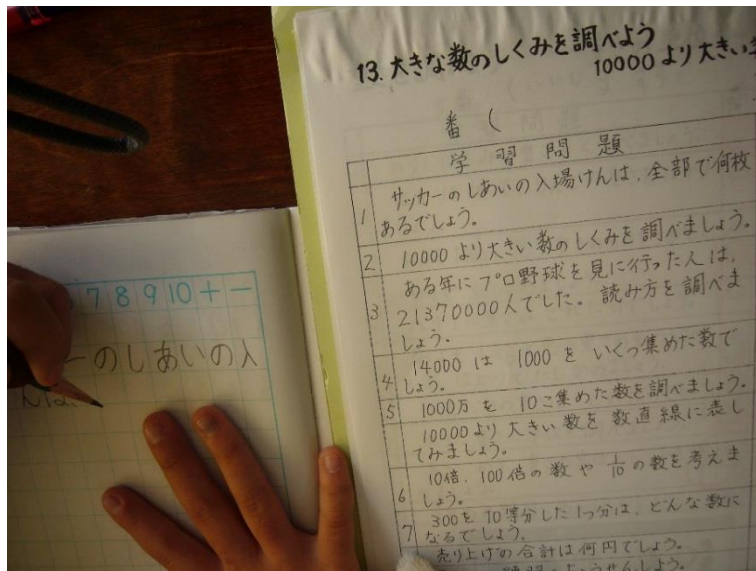 13. 大きな数のしくみを調べよう
10000より大きい
番（
学習問題
1 サッカーのしあいの入場けんは、全部で何枚
あるでしょう。
2 10000より大きい数のしくみを調べましょう。
3 ある年にプロ野球を見に行った人は、
21370000人でした。読み方を調べま
しょう。
4 14000は 1000を いくつ集めた数で
しょう。
5 1000万を 10こ集めた数を調べましょう。
10000より大きい数を数直線に表し
てみましょう。
6 10倍、100倍の数や 1/10 の数を考えま
しょう。
7 300を10等分した1つ分は、どんな数に
なるでしょう。
売り上げの合計は何円でしょう。
7 8 9 10 + −
ーのしあいの入
んは、